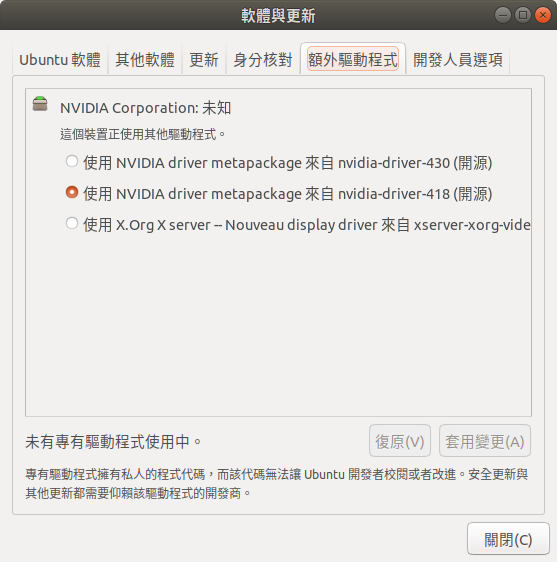 軟體與更新
Ubuntu 軟體 其他軟體 更新 身分核對 額外驅動程式 開發人員選項
NVIDIA Corporation: 未知
這個裝置正使用其他驅動程式。
使用 NVIDIA driver metapackage 來自 nvidia-driver-430 (開源)
使用 NVIDIA driver metapackage 來自 nvidia-driver-418 (開源)
使用 X.Org X server -- Nouveau display driver 來自 xserver-xorg-vide
未有專有驅動程式使用中。
復原(V) 套用變更(A)
專有驅動程式擁有私人的程式代碼，而該代碼無法讓 Ubuntu 開發者校閱或者改進。安全更新與
其他更新都需要仰賴該驅動程式的開發商。
關閉(C)